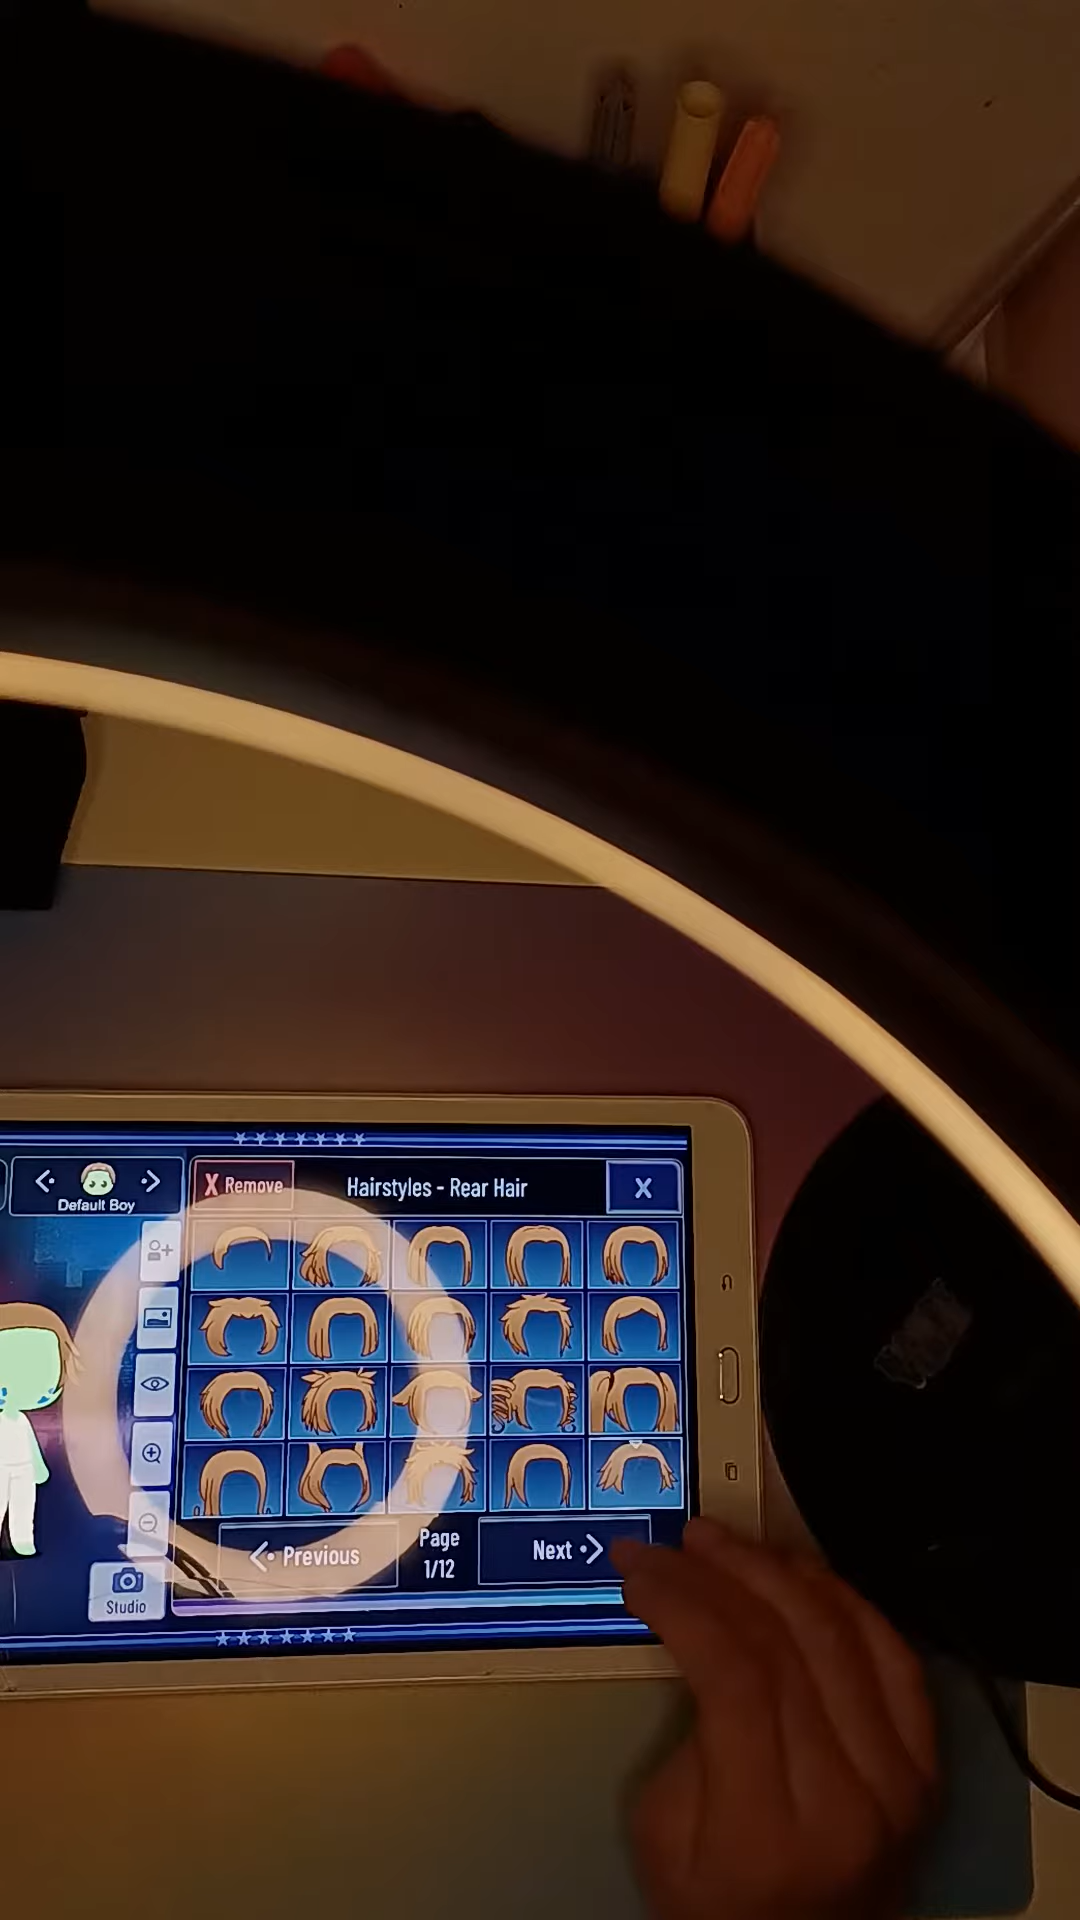 Default Boy
X Remove
Hairstyles - Rear Hair
X
Previous
Page
1/12
Next
Studio